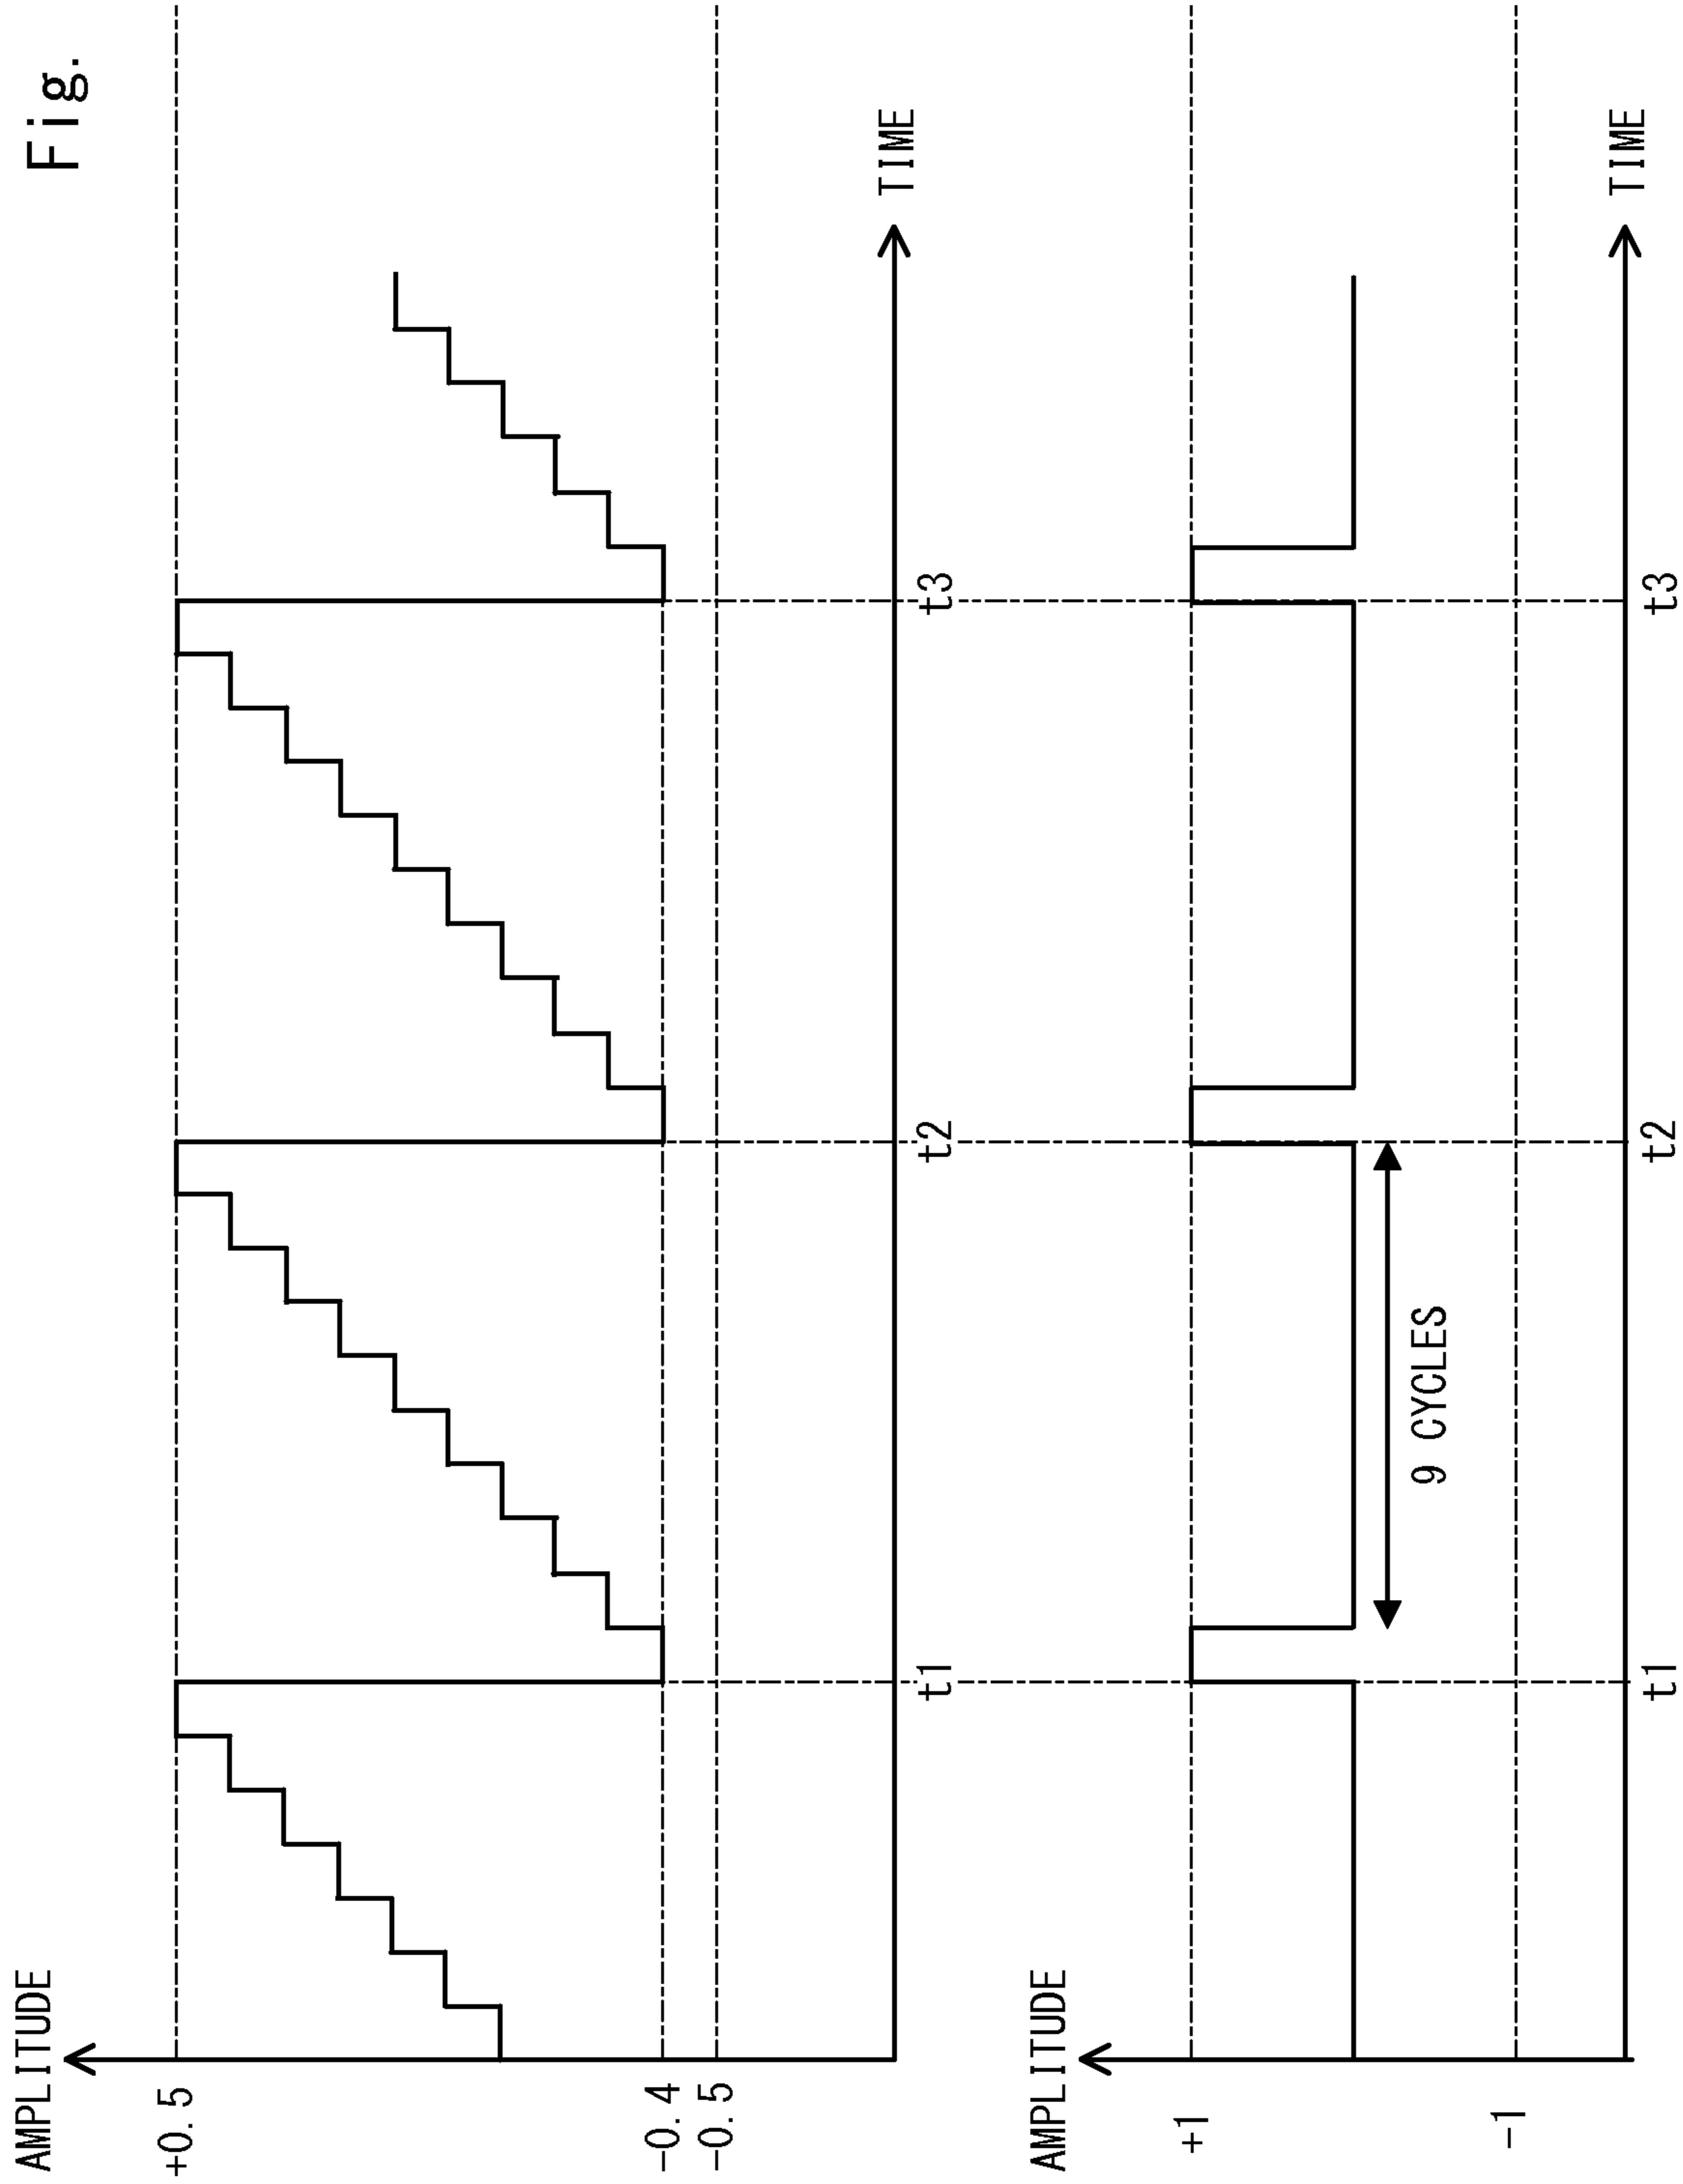 Fig.
AMPLITUDE
+0.5
-0.4
-0.5
t1
t2
t3
TIME
AMPLITUDE
+1
9 CYCLES
-1
t1
t2
t3
TIME